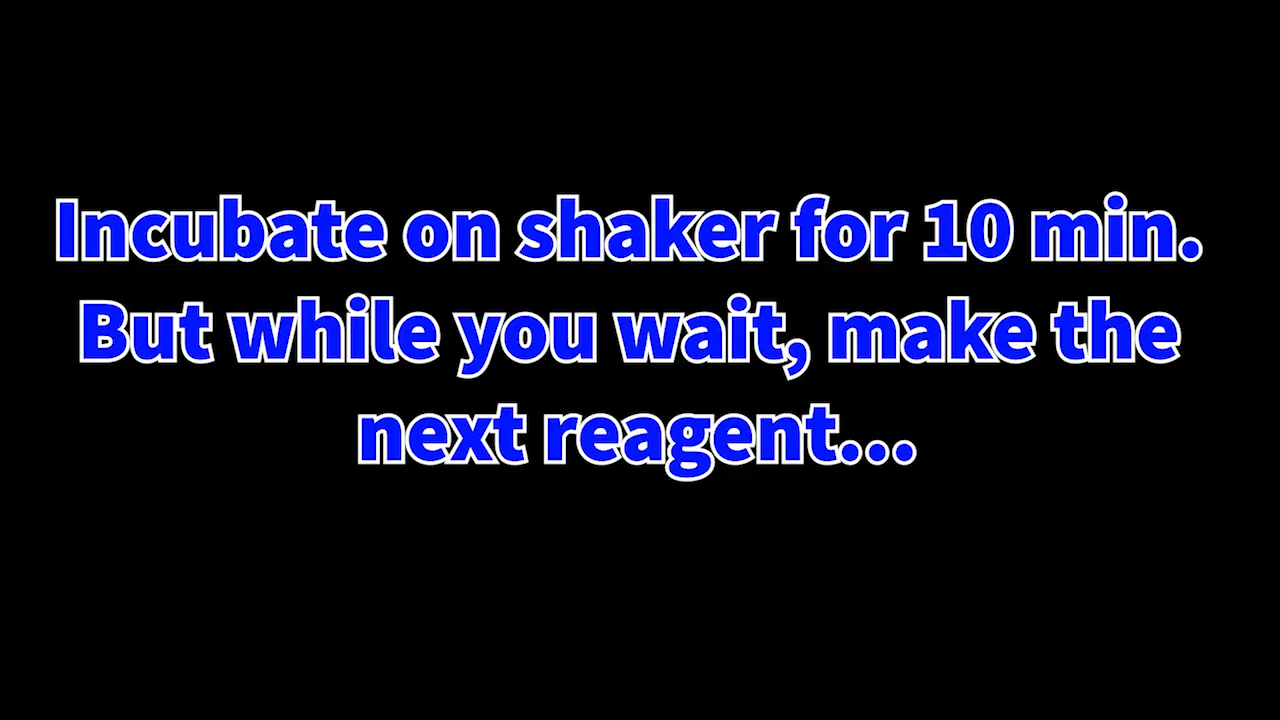 Incubate on shaker for 10 min.
But while you wait, make the
next reagent...